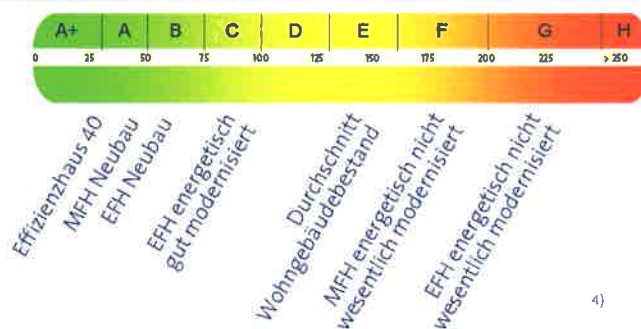 A+ A B C D E F G H
0 25 50 75 100 130 150 175 200 225 > 250
Effizienzhaus 40
MFH Neubau
EFH Neubau
EFH energetisch
gut modernisiert
Durchschnitt
Wohngebäudebestand
MFH energetisch nicht
wesentlich modernisiert
EFH energetisch nicht
wesentlich modernisiert
4)